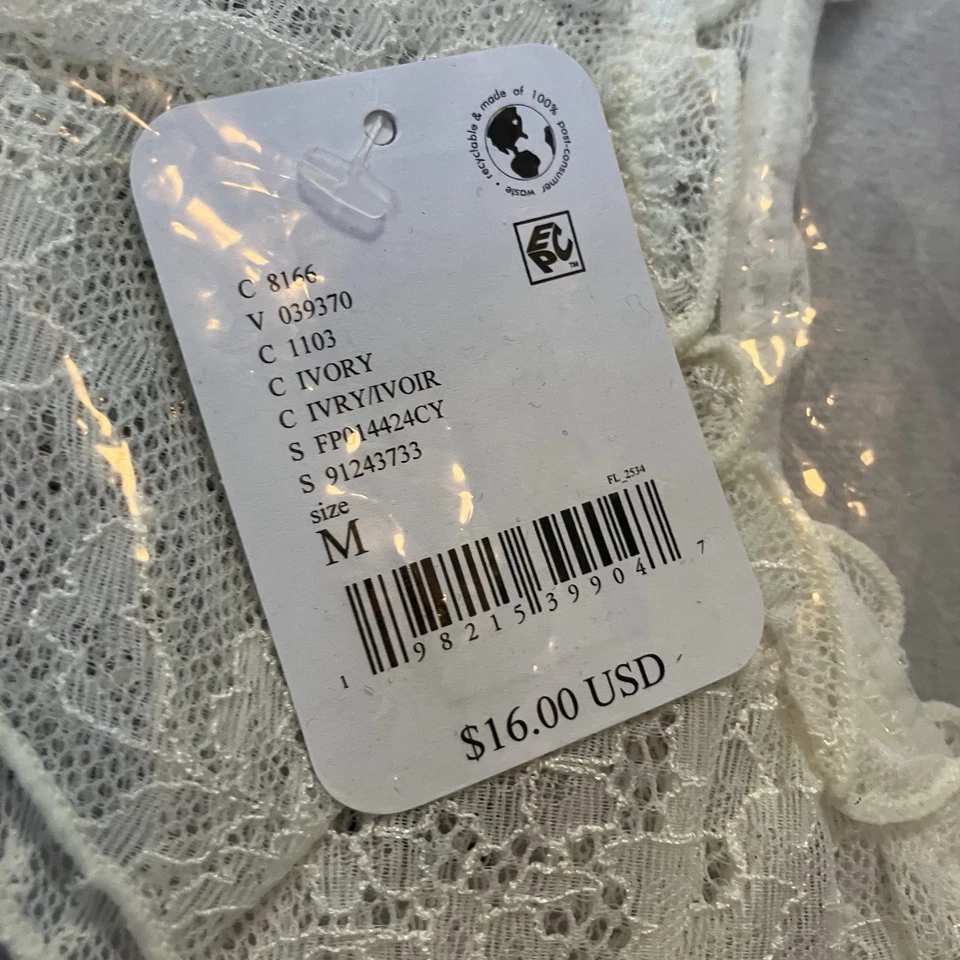 recyclable & made of 100% post-consumer waste •
EPC™
C 8166
V 039370
C 1103
C IVORY
C IVRY/IVOIR
S FP014424CY
S 91243733
size
M
FL_2534
1 98215 39904 7
$16.00 USD